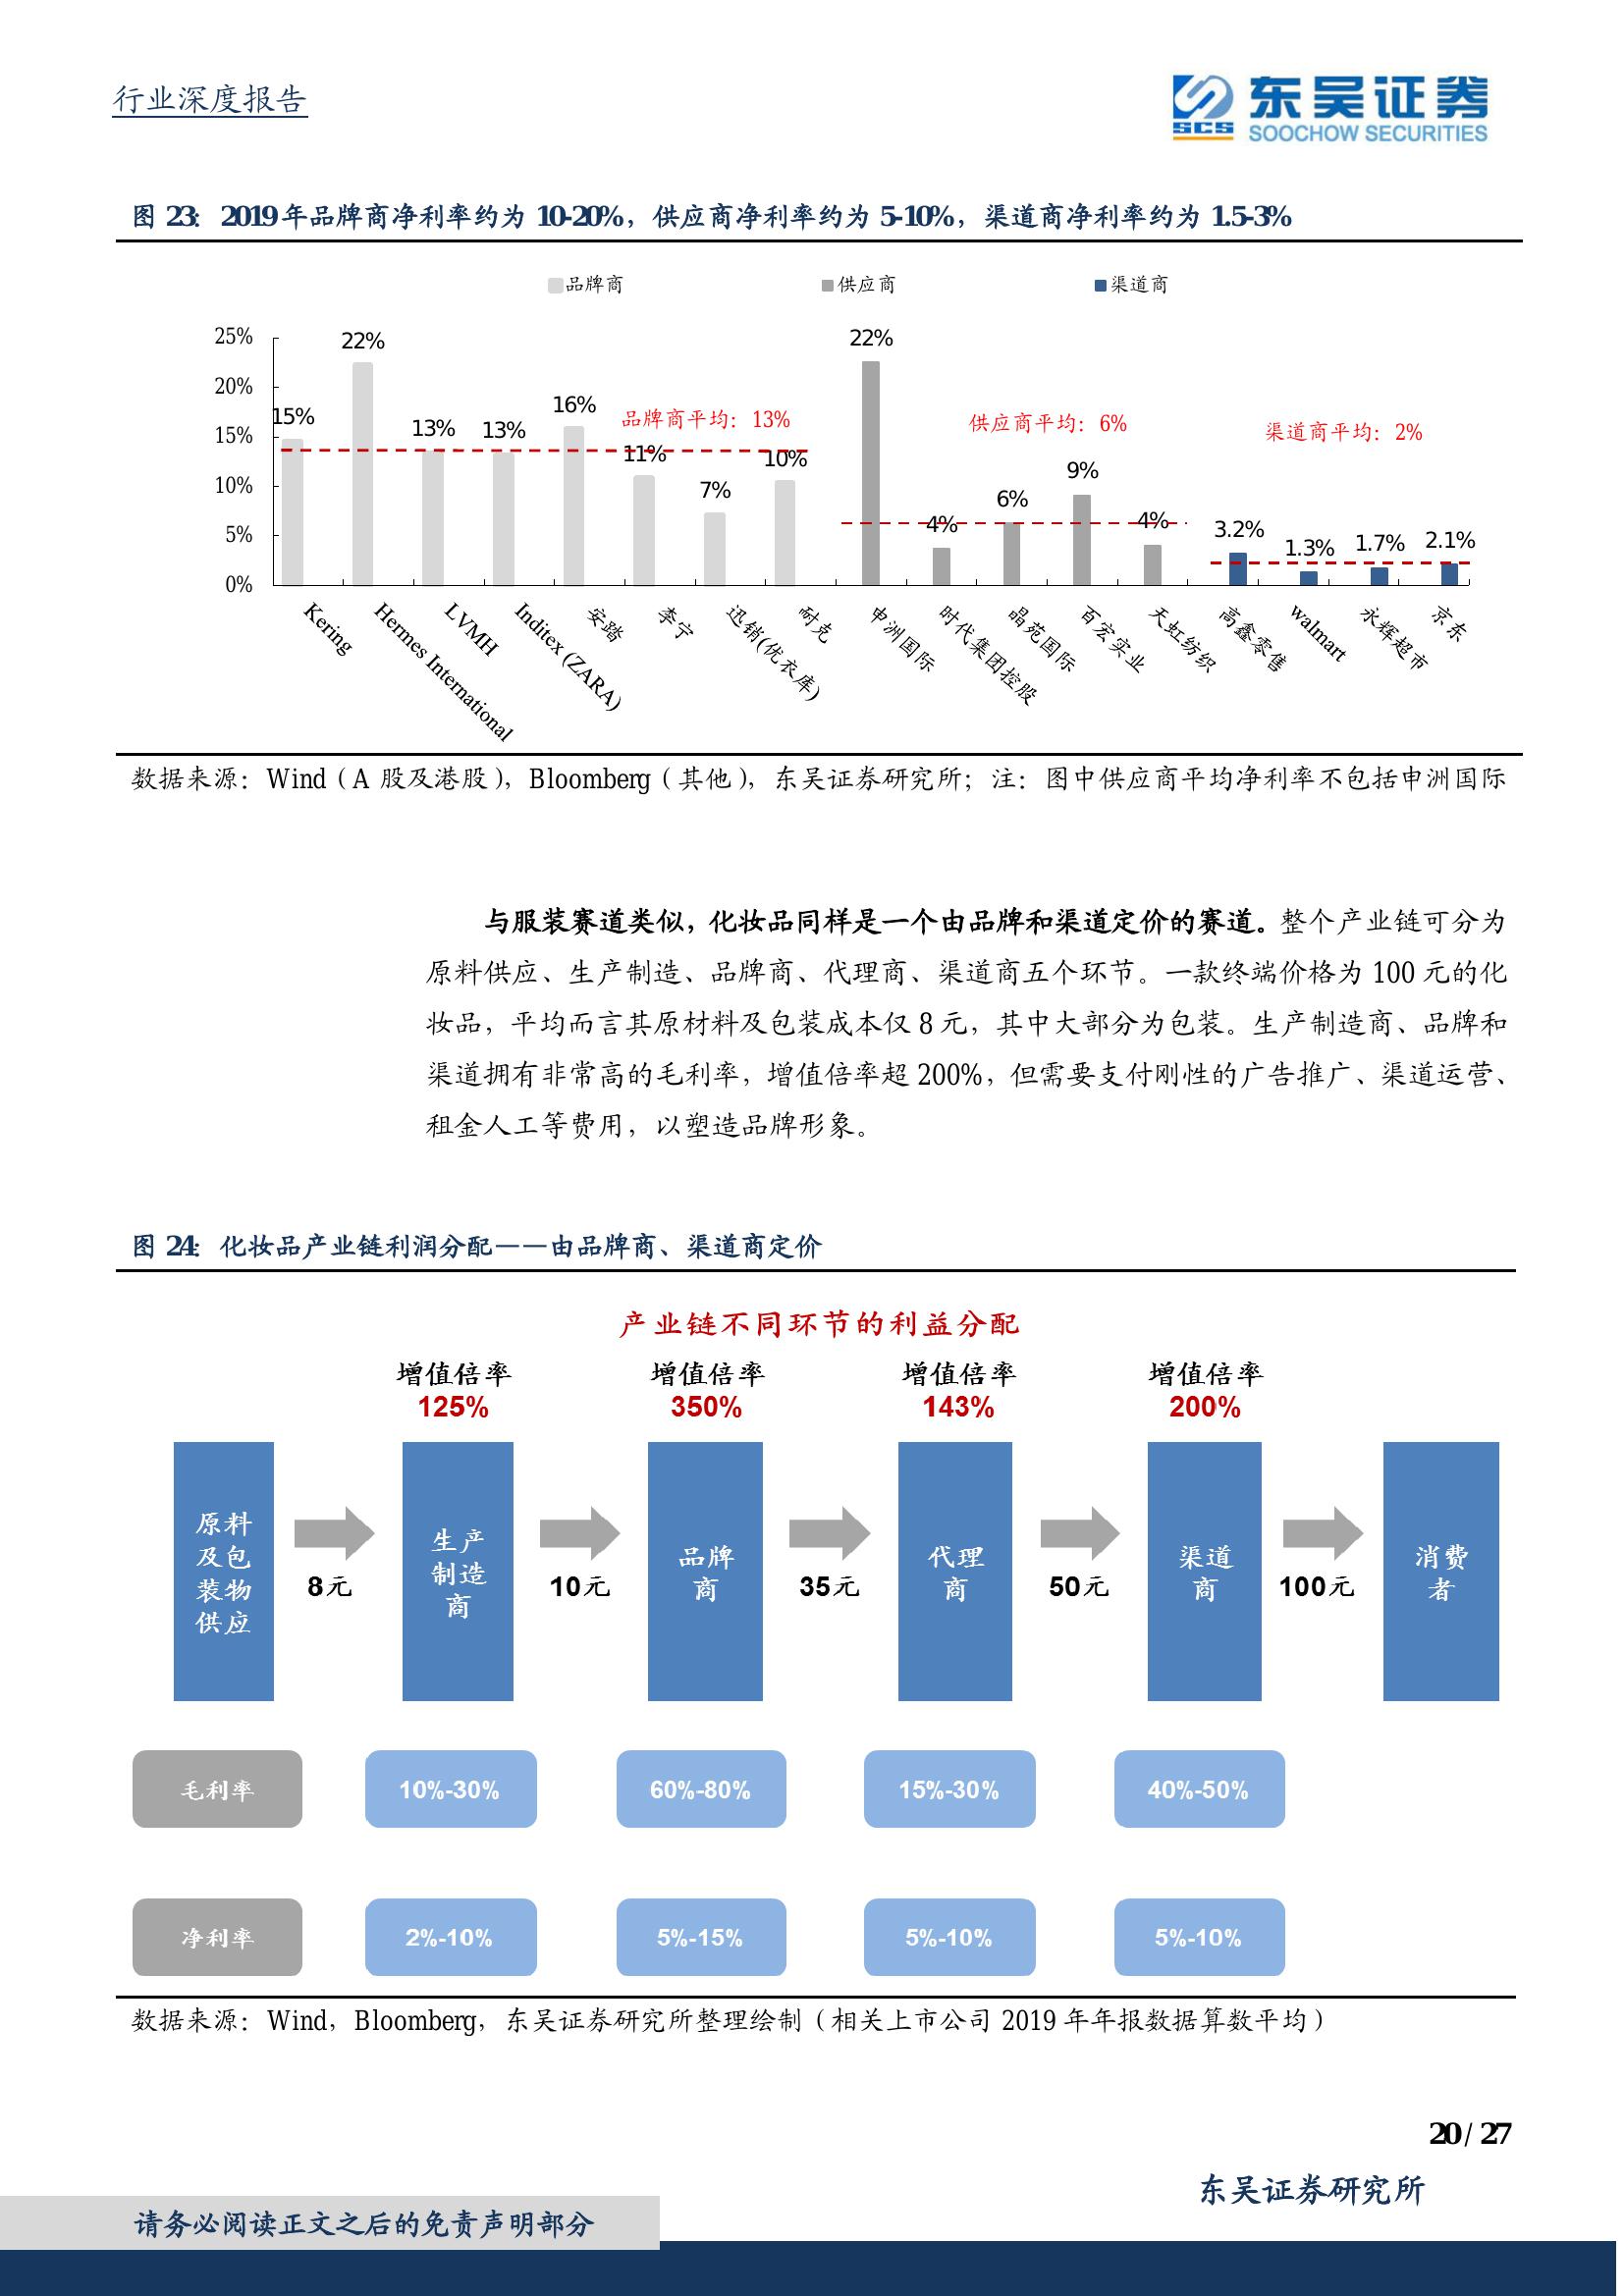 行业深度报告
SCS
东吴证券
SOOCHOW SECURITIES
图 23：2019年品牌商净利率约为 10-20%，供应商净利率约为 5-10%，渠道商净利率约为 1.5-3%
品牌商 供应商 渠道商
25%
20%
15%
10%
5%
0%
15% 22% 13% 13% 16% 11% 7% 10% 22% 4% 6% 9% 4% 3.2% 1.3% 1.7% 2.1%
品牌商平均：13% 供应商平均：6% 渠道商平均：2%
Kering
Hermes International
LVMH
Inditex (ZARA)
安踏
李宁
迅销(优衣库)
耐克
申洲国际
时代集团控股
晶苑国际
百宏实业
天虹纺织
高鑫零售
walmart
永辉超市
京东
数据来源：Wind（A 股及港股），Bloomberg（其他），东吴证券研究所；注：图中供应商平均净利率不包括申洲国际
与服装赛道类似，化妆品同样是一个由品牌和渠道定价的赛道。整个产业链可分为
原料供应、生产制造、品牌商、代理商、渠道商五个环节。一款终端价格为 100 元的化
妆品，平均而言其原材料及包装成本仅 8 元，其中大部分为包装。生产制造商、品牌和
渠道拥有非常高的毛利率，增值倍率超 200%，但需要支付刚性的广告推广、渠道运营、
租金人工等费用，以塑造品牌形象。
图 24：化妆品产业链利润分配——由品牌商、渠道商定价
产业链不同环节的利益分配
增值倍率 增值倍率 增值倍率 增值倍率
125% 350% 143% 200%
原料
及包
装物
供应
8元
生产
制造
商
10元
品牌
商
35元
代理
商
50元
渠道
商
100元
消费
者
毛利率 10%-30% 60%-80% 15%-30% 40%-50%
净利率 2%-10% 5%-15% 5%-10% 5%-10%
数据来源：Wind，Bloomberg，东吴证券研究所整理绘制（相关上市公司 2019 年年报数据算数平均）
20 / 27
东吴证券研究所
请务必阅读正文之后的免责声明部分